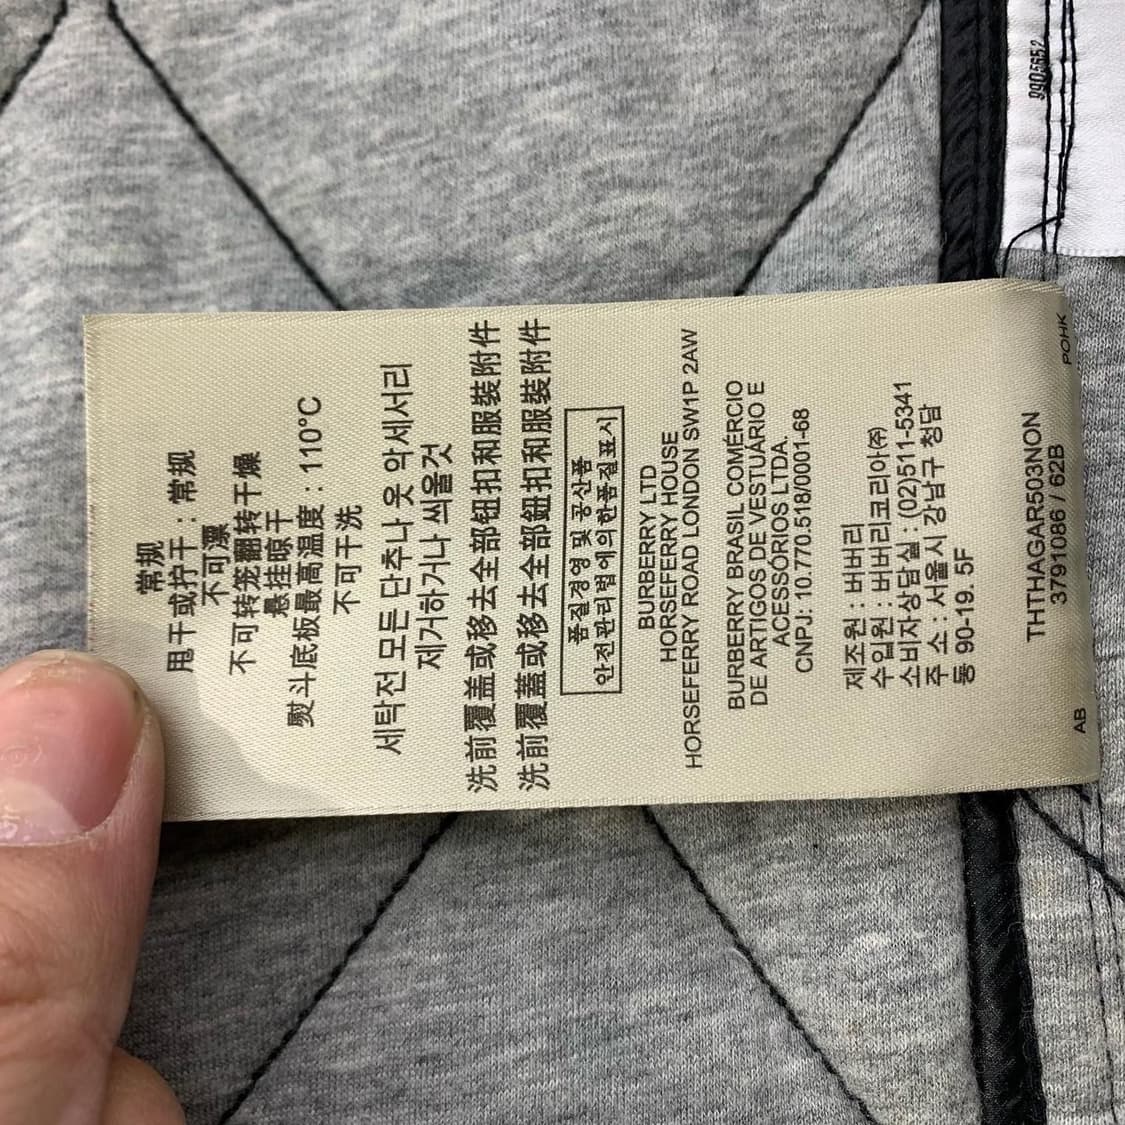 常规
甩干或拧干 : 常规
不可漂
不可转笼翻转干燥
悬挂晾干
熨斗底板最高温度 : 110°C
不可干洗
세탁전 모든 단추나 옷 악세서리
제거하거나 씌울것
洗前覆盖或移去全部钮扣和服装附件
洗前覆蓋或移去全部鈕扣和服裝附件
품질경영 및 공산품
안전관리법에의한품질표시
BURBERRY LTD
HORSEFERRY HOUSE
HORSEFERRY ROAD LONDON SW1P 2AW
BURBERRY BRASIL COMÉRCIO
DE ARTIGOS DE VESTUÁRIO E
ACESSÓRIOS LTDA.
CNPJ: 10.770.518/0001-68
제조원 : 버버리
수입원 : 버버리코리아(주)
소비자상담실 : (02)511-5341
주 소 : 서울시 강남구 청담
동 90-19. 5F
THTHAGAR503NON
3791086 / 62B
AB
POHK
9905652